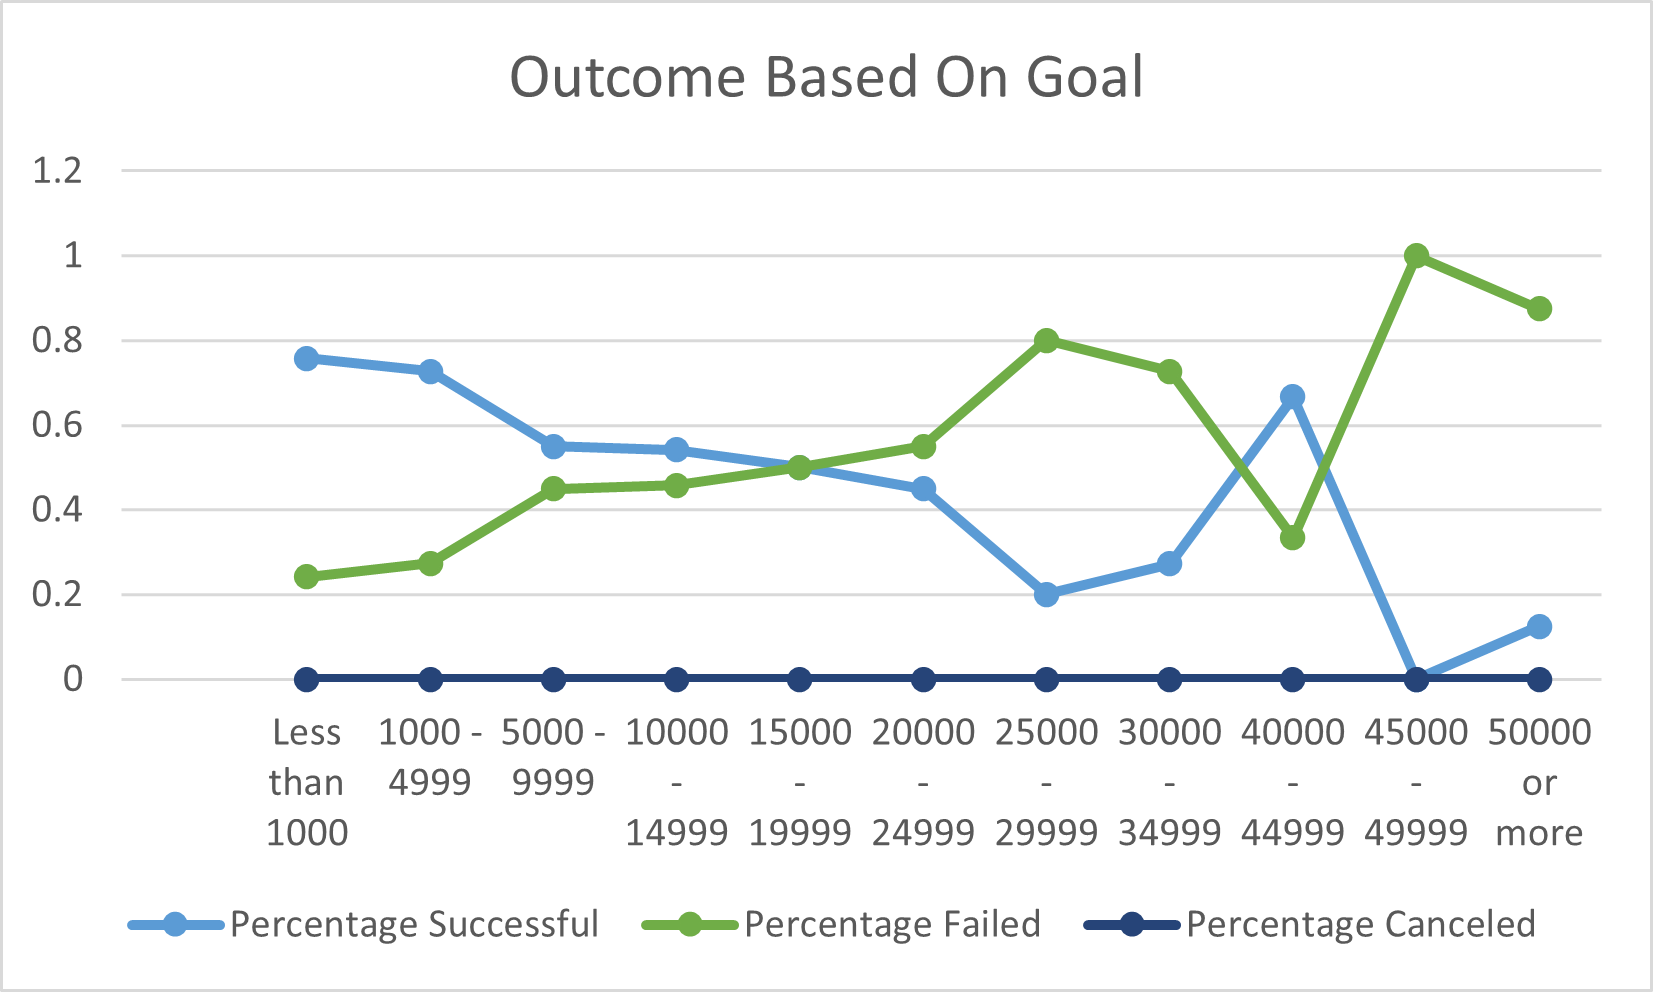 Outcome Based On Goal
1.2
1
0.8
0.6
0.4
0.2
0
Less than 1000
1000 - 4999
5000 - 9999
10000 - 14999
15000 - 19999
20000 - 24999
25000 - 29999
30000 - 34999
40000 - 44999
45000 - 49999
50000 or more
Percentage Successful
Percentage Failed
Percentage Canceled